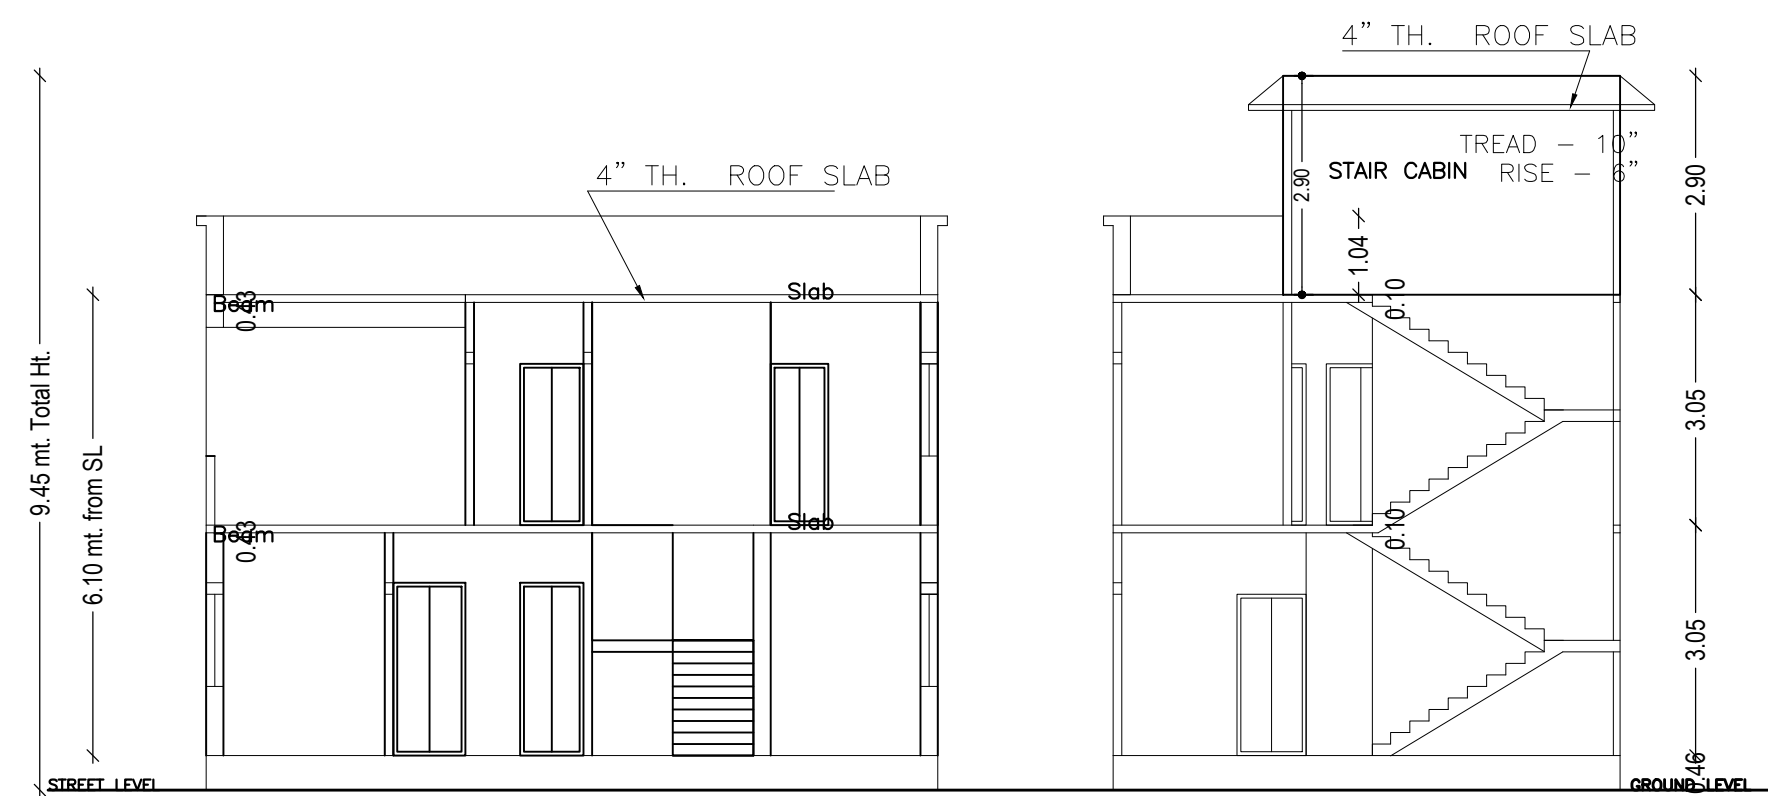 4” TH. ROOF SLAB
TREAD – 10”
STAIR CABIN RISE – 6”
2.90
2.90
4” TH. ROOF SLAB
1.04
Beam
0.43
Slab
0.10
9.45 mt. Total Ht.
6.10 mt. from SL
3.05
Beam
0.43
Slab
0.10
3.05
0.46
STREET LEVEL
GROUND LEVEL